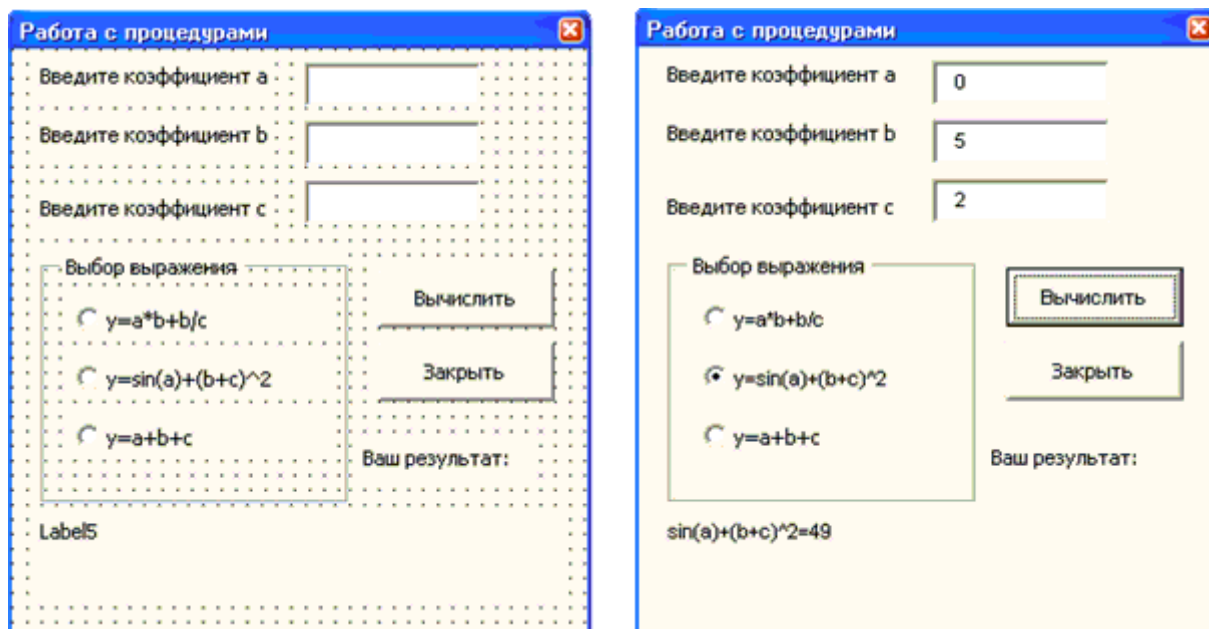 Работа с процедурами
Введите коэффициент a
Введите коэффициент b
Введите коэффициент c
Выбор выражения
y=a*b+b/c
y=sin(a)+(b+c)^2
y=a+b+c
Вычислить
Закрыть
Ваш результат:
Label5
Работа с процедурами
Введите коэффициент a
0
Введите коэффициент b
5
Введите коэффициент c
2
Выбор выражения
y=a*b+b/c
y=sin(a)+(b+c)^2
y=a+b+c
Вычислить
Закрыть
Ваш результат:
sin(a)+(b+c)^2=49